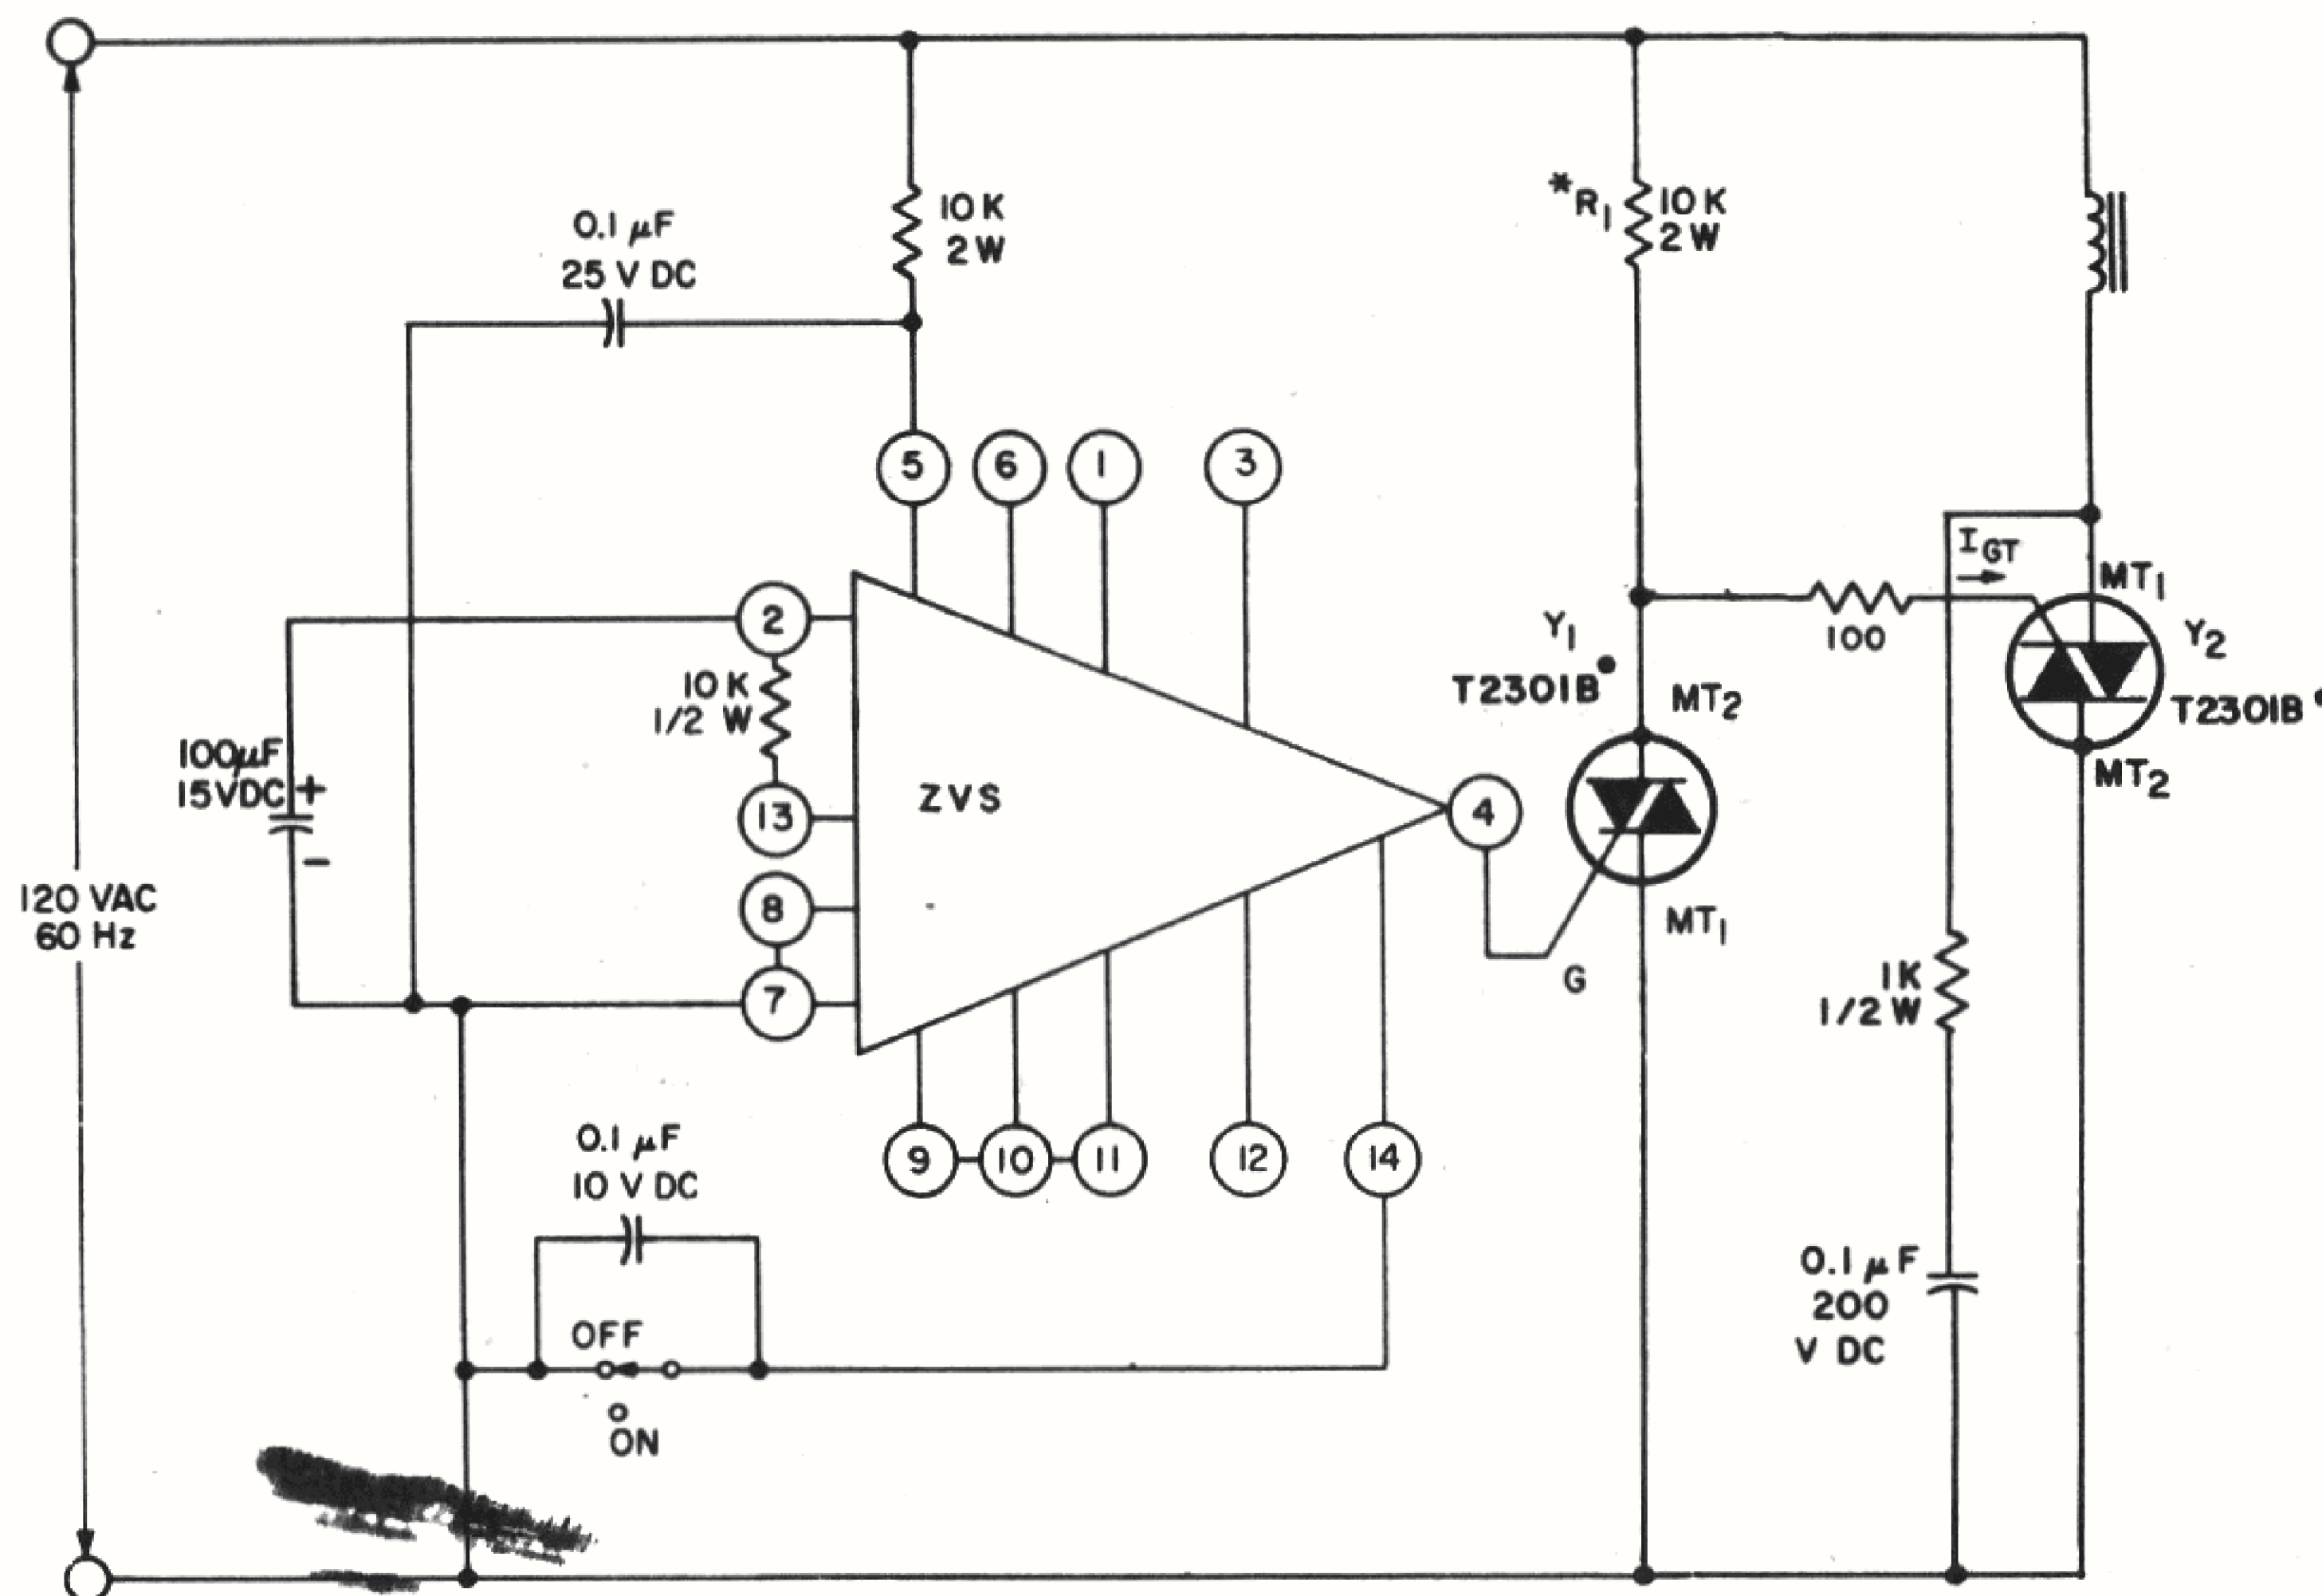 0.1 µF
25 V DC
10 K
2 W
*R1
10 K
2 W
5
6
1
3
IGT
MT1
Y1
T2301B●
100
Y2
T2301B●
2
10 K
1/2 W
MT2
MT2
100µF
15VDC
+
−
13
ZVS
4
120 VAC
60 Hz
8
MT1
G
7
1K
1/2 W
0.1 µF
10 V DC
9
10
11
12
14
0.1 µF
200
V DC
OFF
ON